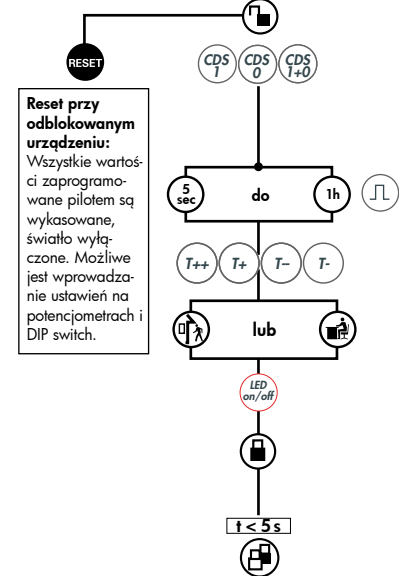 RESET
CDS 1
CDS 0
CDS 1+0
Reset przy
odblokowanym
urządzeniu:
Wszystkie wartoś-
ci zaprogramo-
wane pilotem są
wykasowane,
światło wyłą-
czone. Możliwe
jest wprowadza-
nie ustawień na
potencjometrach i
DIP switch.
5 sec
do
1h
T++
T+
T--
T-
lub
LED
on/off
t < 5 s